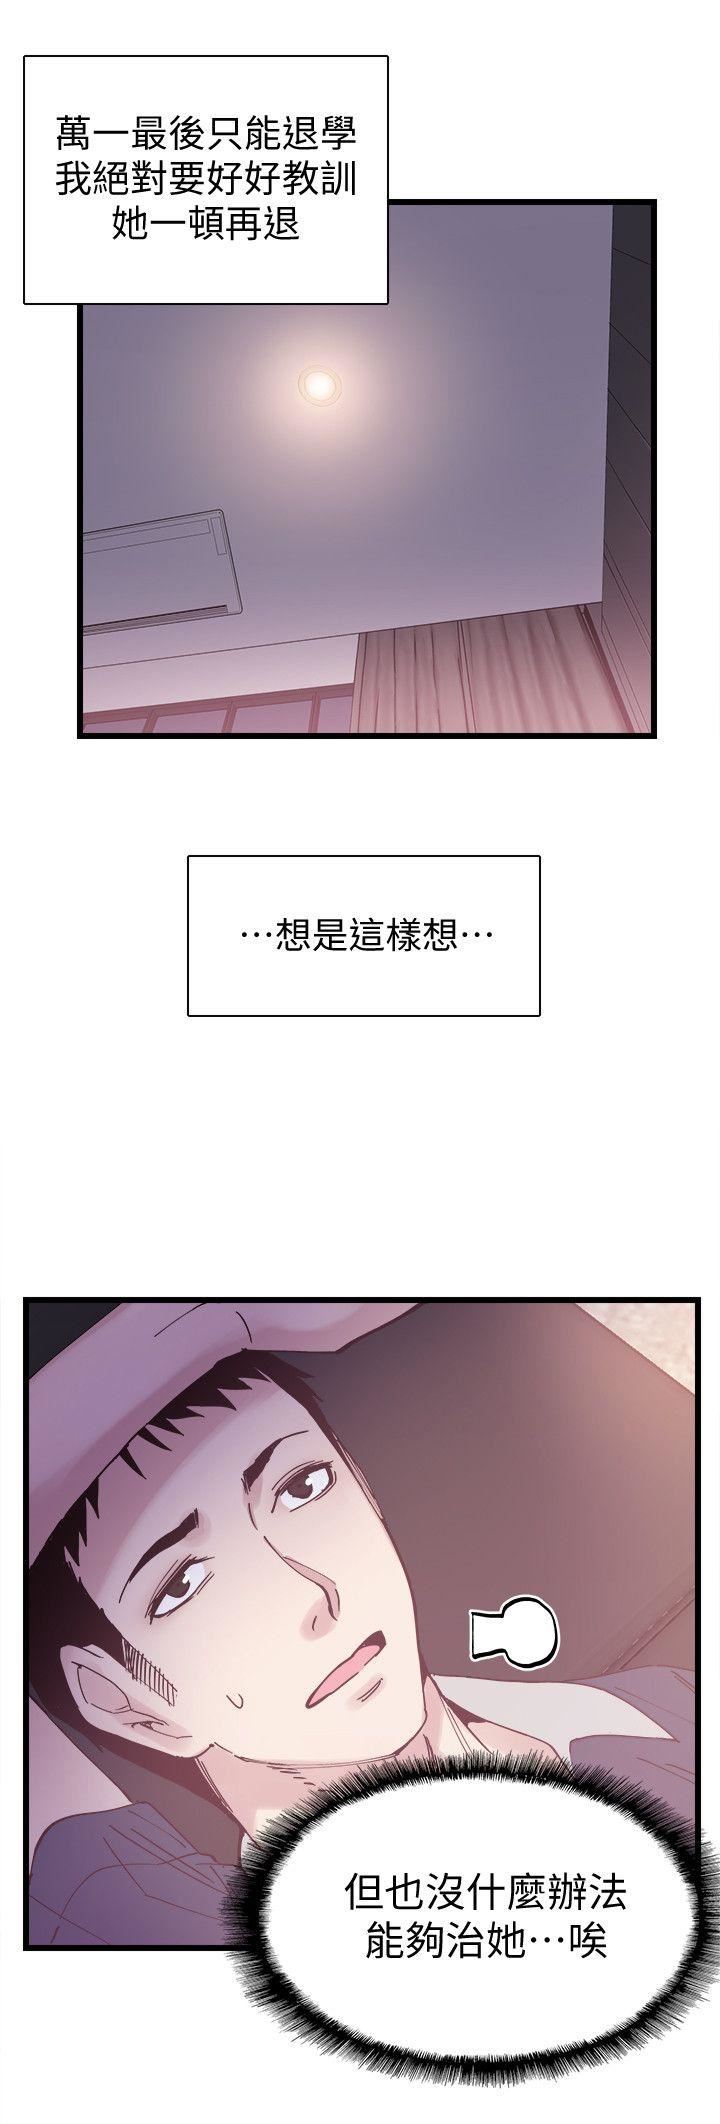 萬一最後只能退學
我絕對要好好教訓
她一頓再退
⋯想是這樣想⋯
但也沒什麼辦法
能夠治她⋯唉